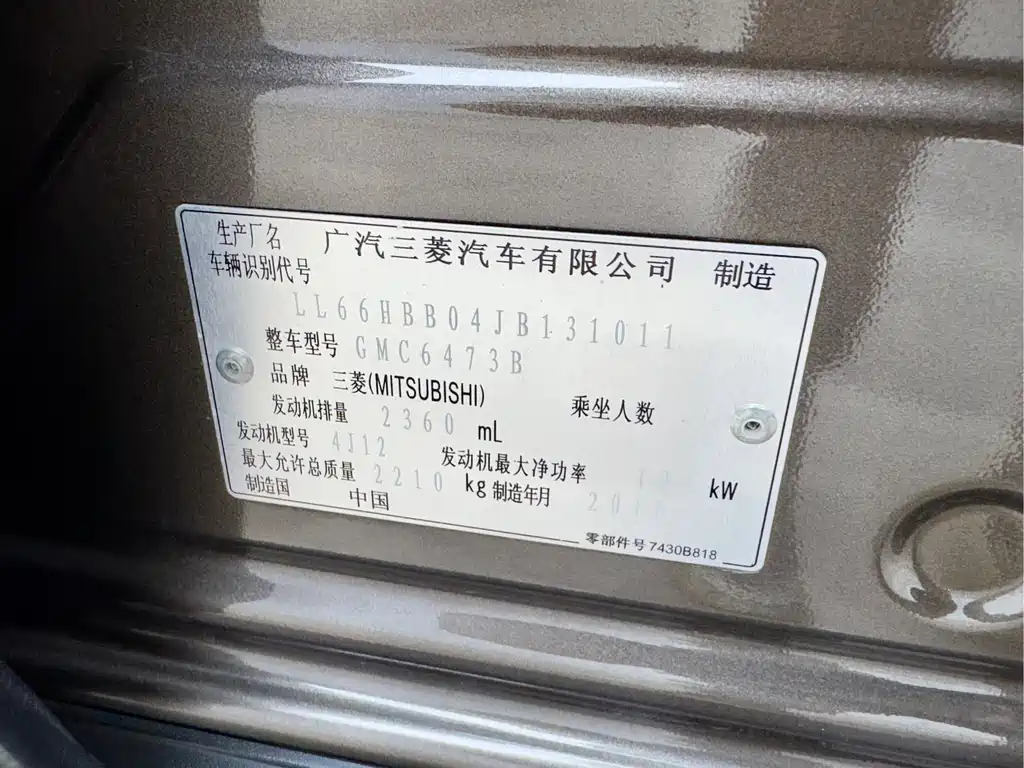 生产厂名 广汽三菱汽车有限公司 制造
车辆识别代号
LL66HBB04JB131011
整车型号 GMC6473B
品牌 三菱(MITSUBISHI) 乘坐人数
发动机排量 2360 mL
发动机型号 4J12 发动机最大净功率 kW
最大允许总质量 2210 kg 制造年月
制造国 中国
零部件号 7430B818